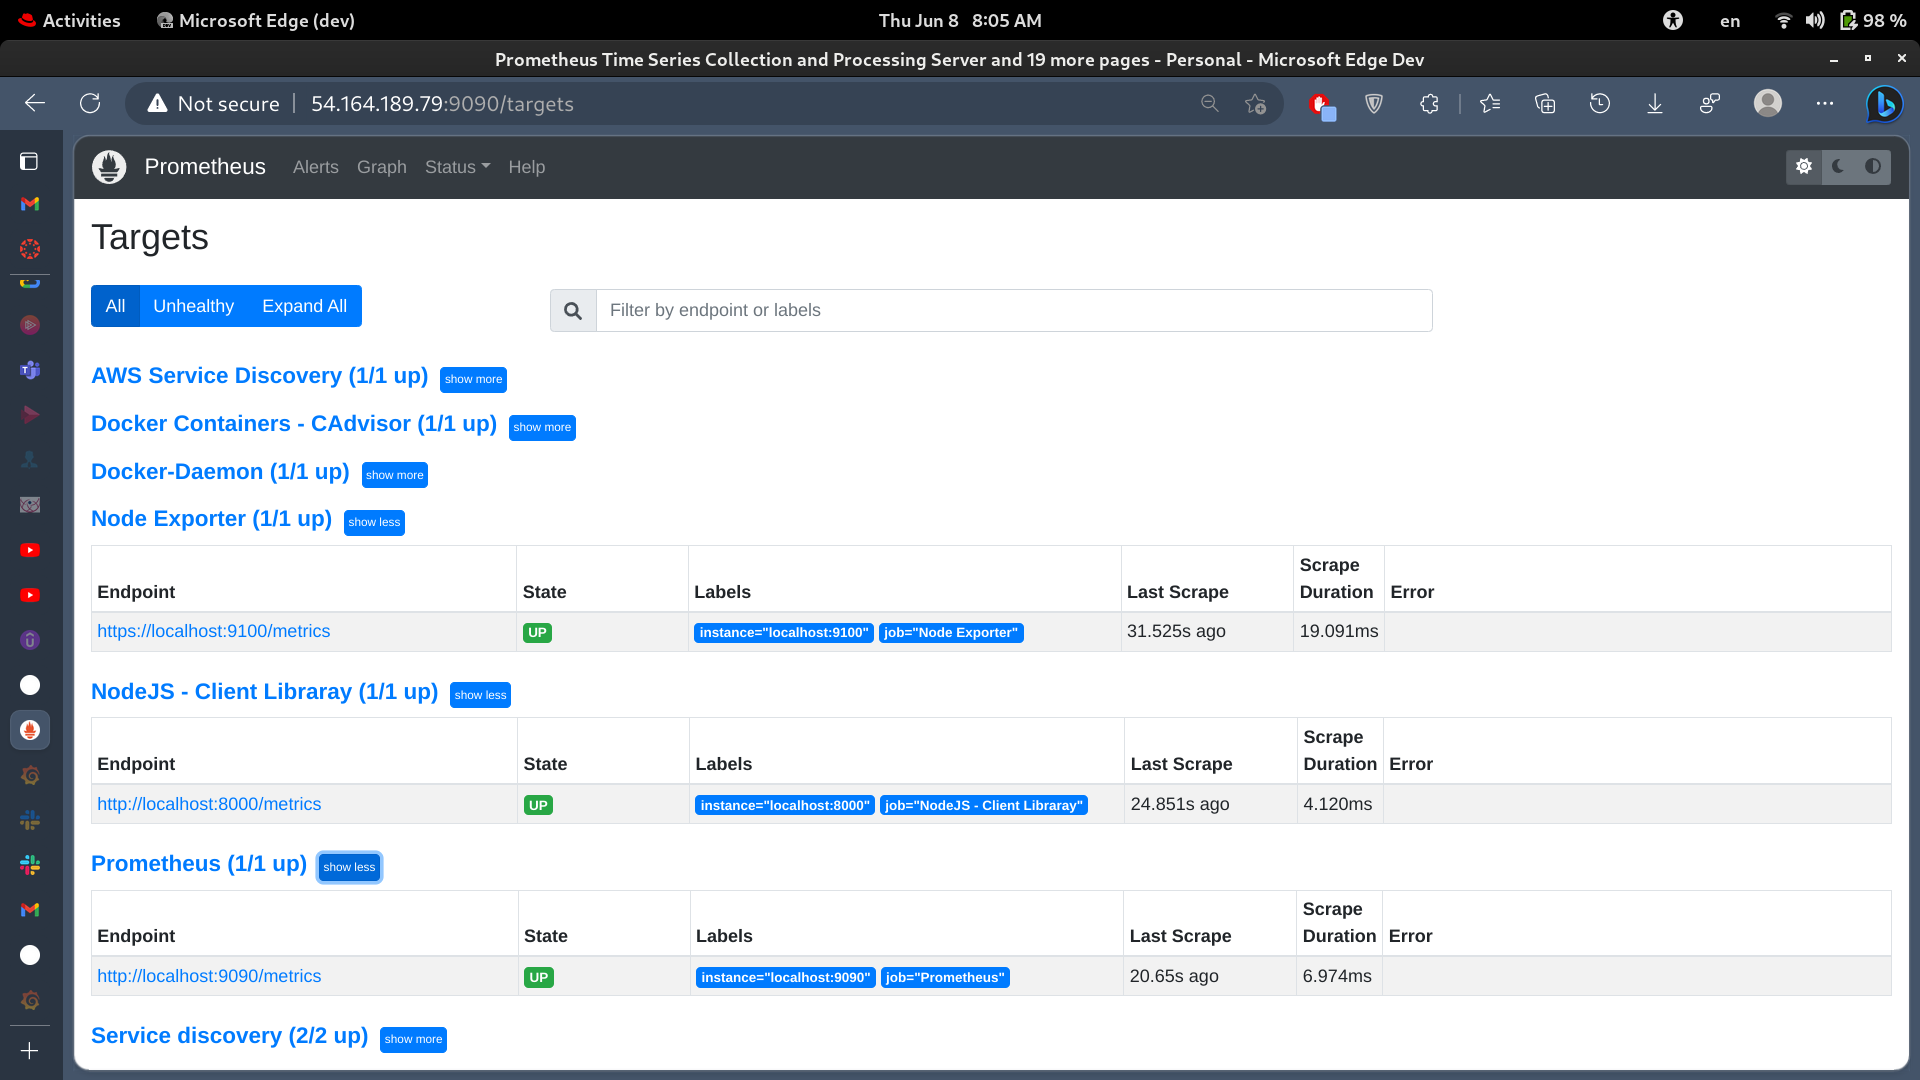 Activities Microsoft Edge (dev) Thu Jun 8 8:05 AM en 98 %
Prometheus Time Series Collection and Processing Server and 19 more pages - Personal - Microsoft Edge Dev
Not secure 54.164.189.79:9090/targets
Prometheus Alerts Graph Status Help
Targets
All Unhealthy Expand All Filter by endpoint or labels
AWS Service Discovery (1/1 up) show more
Docker Containers - CAdvisor (1/1 up) show more
Docker-Daemon (1/1 up) show more
Node Exporter (1/1 up) show less
Endpoint State Labels Last Scrape Scrape Duration Error
https://localhost:9100/metrics UP instance="localhost:9100" job="Node Exporter" 31.525s ago 19.091ms
NodeJS - Client Libraray (1/1 up) show less
Endpoint State Labels Last Scrape Scrape Duration Error
http://localhost:8000/metrics UP instance="localhost:8000" job="NodeJS - Client Libraray" 24.851s ago 4.120ms
Prometheus (1/1 up) show less
Endpoint State Labels Last Scrape Scrape Duration Error
http://localhost:9090/metrics UP instance="localhost:9090" job="Prometheus" 20.65s ago 6.974ms
Service discovery (2/2 up) show more